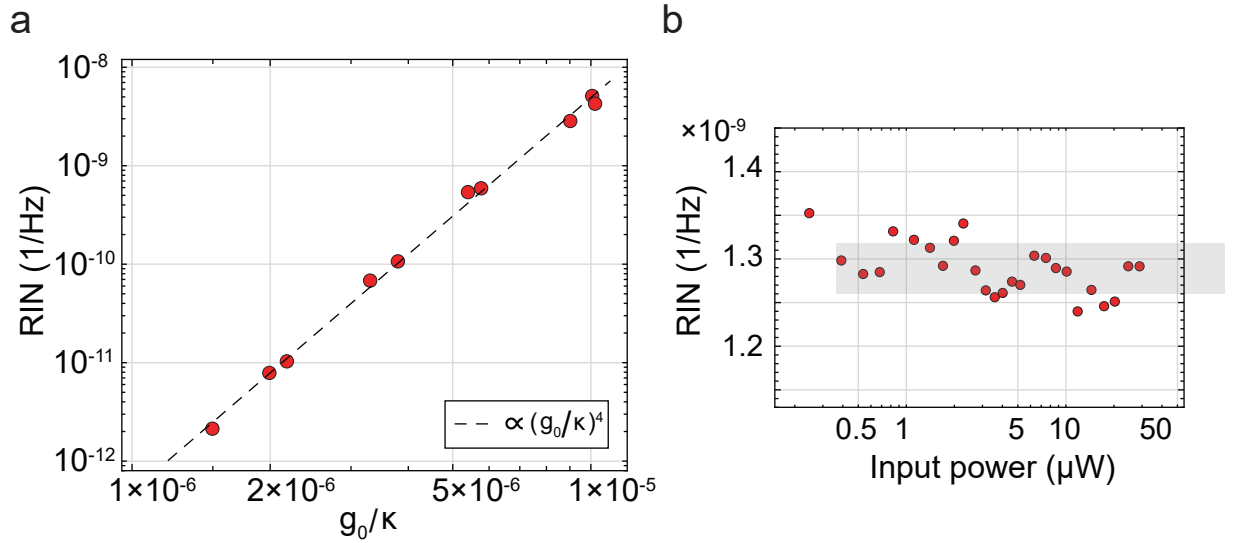 a
RIN (1/Hz)
10⁻⁸
10⁻⁹
10⁻¹⁰
10⁻¹¹
10⁻¹²
∝ (g₀/κ)⁴
1×10⁻⁶
2×10⁻⁶
5×10⁻⁶
1×10⁻⁵
g₀/κ
b
×10⁻⁹
RIN (1/Hz)
1.4
1.3
1.2
0.5
1
5
10
50
Input power (μW)